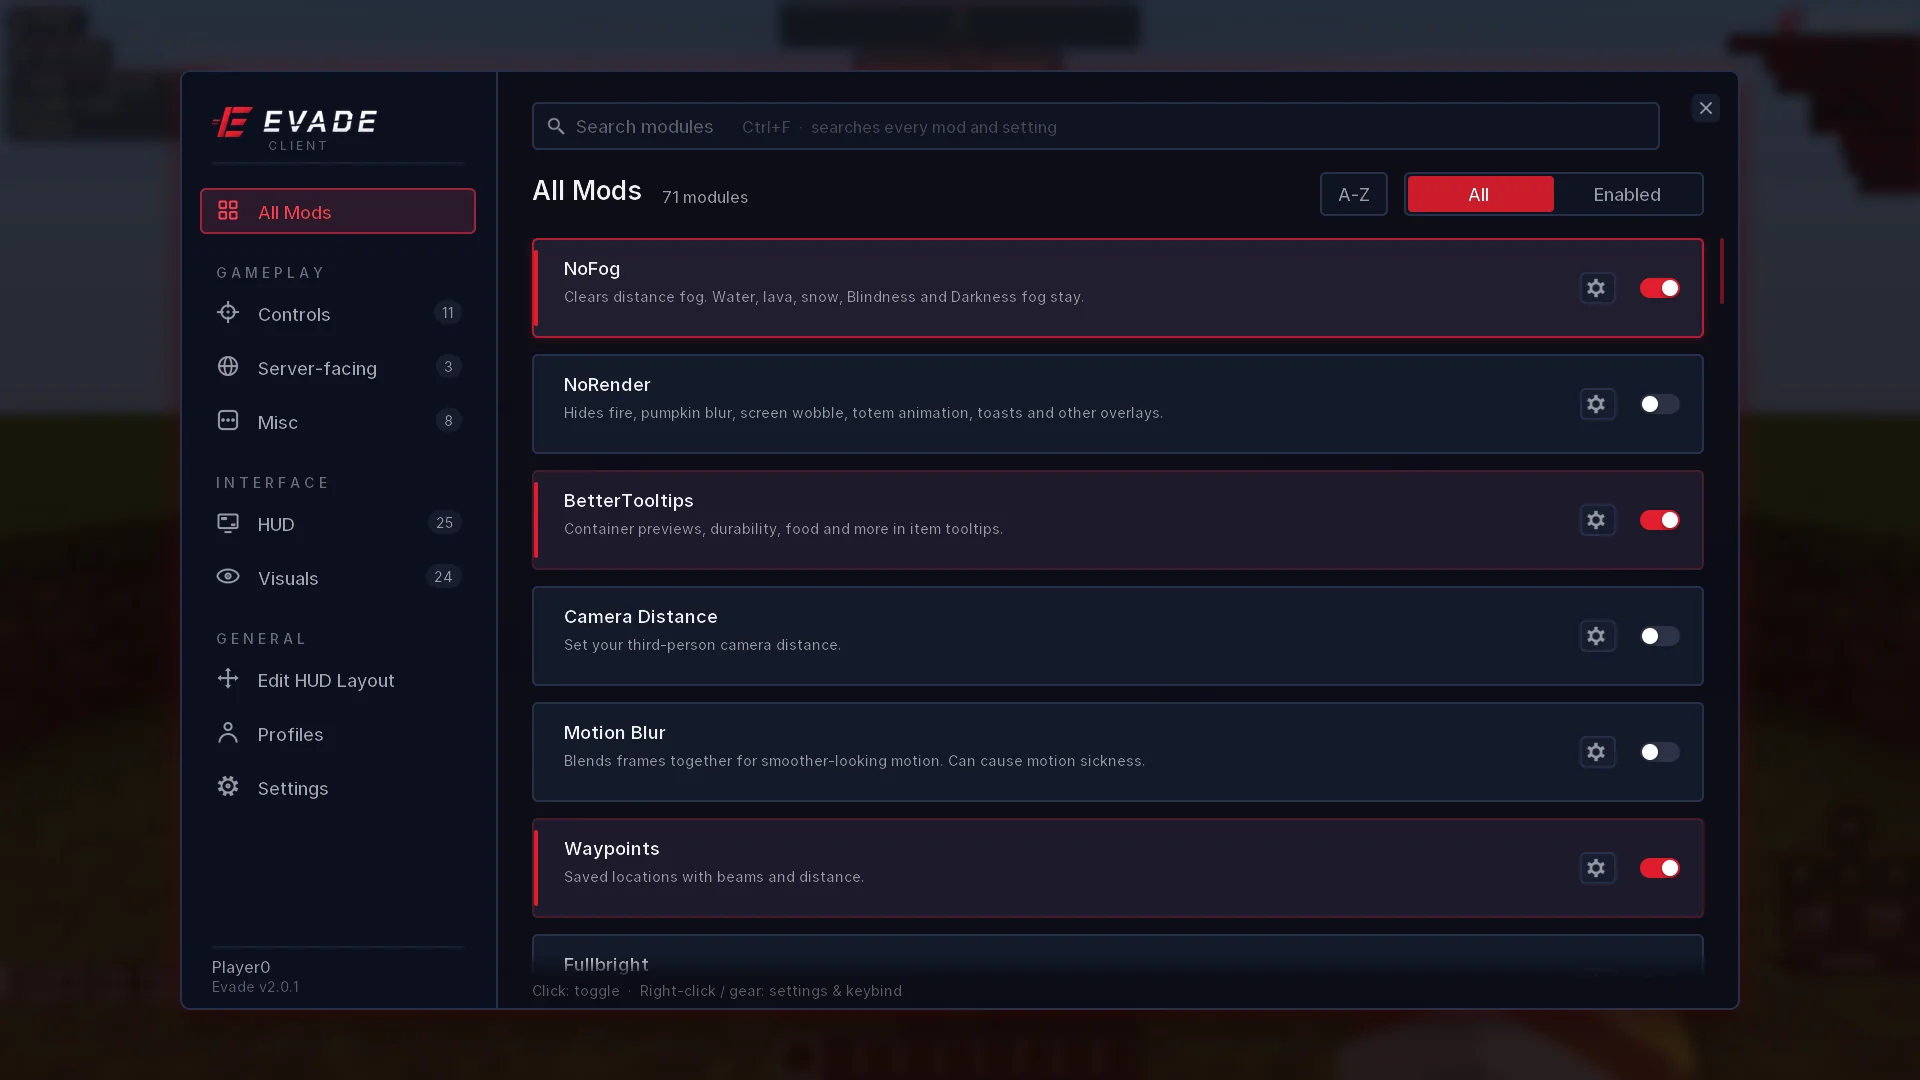 EVADE
CLIENT
All Mods
GAMEPLAY
Controls 11
Server-facing 3
Misc 8
INTERFACE
HUD 25
Visuals 24
GENERAL
Edit HUD Layout
Profiles
Settings
Player0
Evade v2.0.1
Search modules Ctrl+F · searches every mod and setting
All Mods 71 modules
A-Z All Enabled
NoFog
Clears distance fog. Water, lava, snow, Blindness and Darkness fog stay.
NoRender
Hides fire, pumpkin blur, screen wobble, totem animation, toasts and other overlays.
BetterTooltips
Container previews, durability, food and more in item tooltips.
Camera Distance
Set your third-person camera distance.
Motion Blur
Blends frames together for smoother-looking motion. Can cause motion sickness.
Waypoints
Saved locations with beams and distance.
Fullbright
Click: toggle · Right-click / gear: settings & keybind